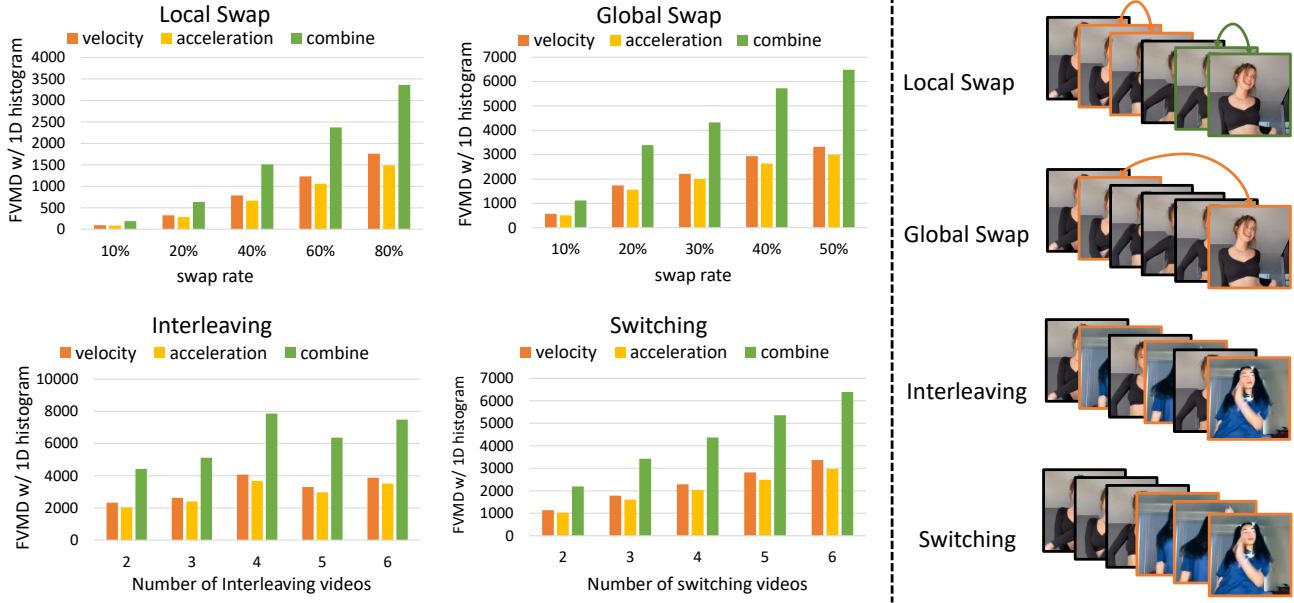 Local Swap
velocity acceleration combine
FVMD w/ 1D histogram
4000
3500
3000
2500
2000
1500
1000
500
0
10% 20% 40% 60% 80%
swap rate
Global Swap
velocity acceleration combine
FVMD w/ 1D histogram
7000
6000
5000
4000
3000
2000
1000
0
10% 20% 30% 40% 50%
swap rate
Interleaving
velocity acceleration combine
FVMD w/ 1D histogram
10000
8000
6000
4000
2000
0
2 3 4 5 6
Number of Interleaving videos
Switching
velocity acceleration combine
FVMD w/ 1D histogram
7000
6000
5000
4000
3000
2000
1000
0
2 3 4 5 6
Number of switching videos
Local Swap
Global Swap
Interleaving
Switching